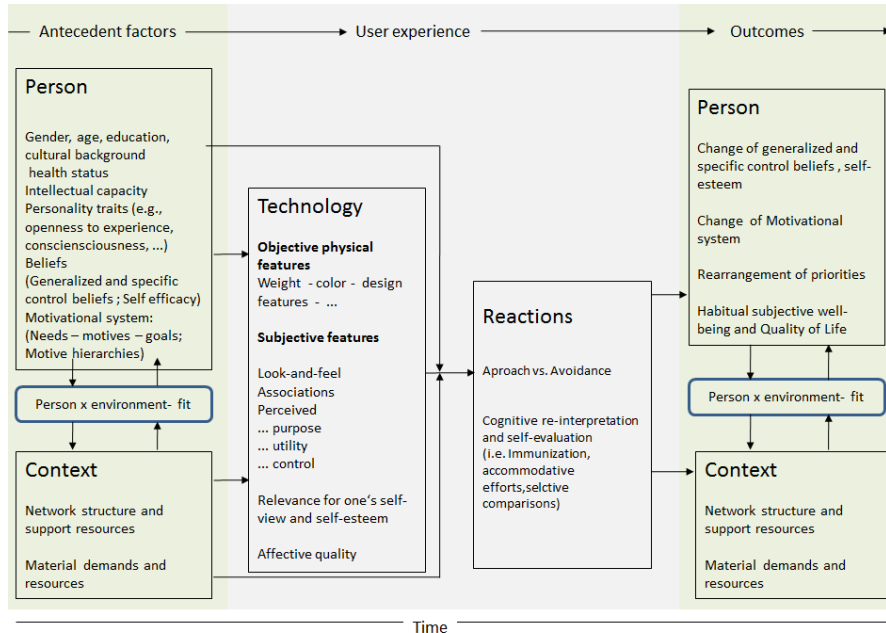 Antecedent factors
User experience
Outcomes
Person
Gender, age, education,
cultural background
health status
Intellectual capacity
Personality traits (e.g.,
openness to experience,
consciensciousness, ...)
Beliefs
(Generalized and specific
control beliefs ; Self efficacy)
Motivational system:
(Needs – motives – goals;
Motive hierarchies)
Person x environment- fit
Context
Network structure and
support resources
Material demands and
resources
Technology
Objective physical
features
Weight - color - design
features - ...
Subjective features
Look-and-feel
Associations
Perceived
... purpose
... utility
... control
Relevance for one's self-
view and self-esteem
Affective quality
Reactions
Aproach vs. Avoidance
Cognitive re-interpretation
and self-evaluation
(i.e. Immunization,
accommodative
efforts,selctive
comparisons)
Person
Change of generalized and
specific control beliefs , self-
esteem
Change of Motivational
system
Rearrangement of priorities
Habitual subjective well-
being and Quality of Life
Person x environment- fit
Context
Network structure and
support resources
Material demands and
resources
Time